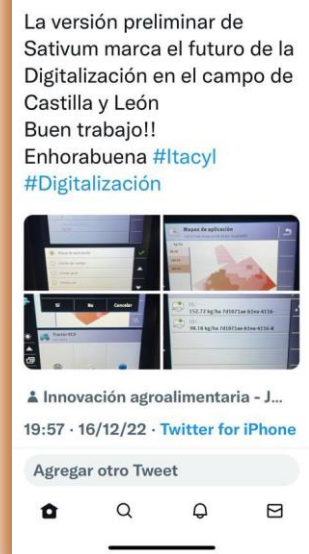 La versión preliminar de
Sativum marca el futuro de la
Digitalización en el campo de
Castilla y León
Buen trabajo!!
Enhorabuena #Itacyl
#Digitalización
Mapas de aplicación
Si
No
Cancelar
152.72 kg/ha
98.18 kg/ha
Innovación agroalimentaria - J...
19:57 · 16/12/22 · Twitter for iPhone
Agregar otro Tweet